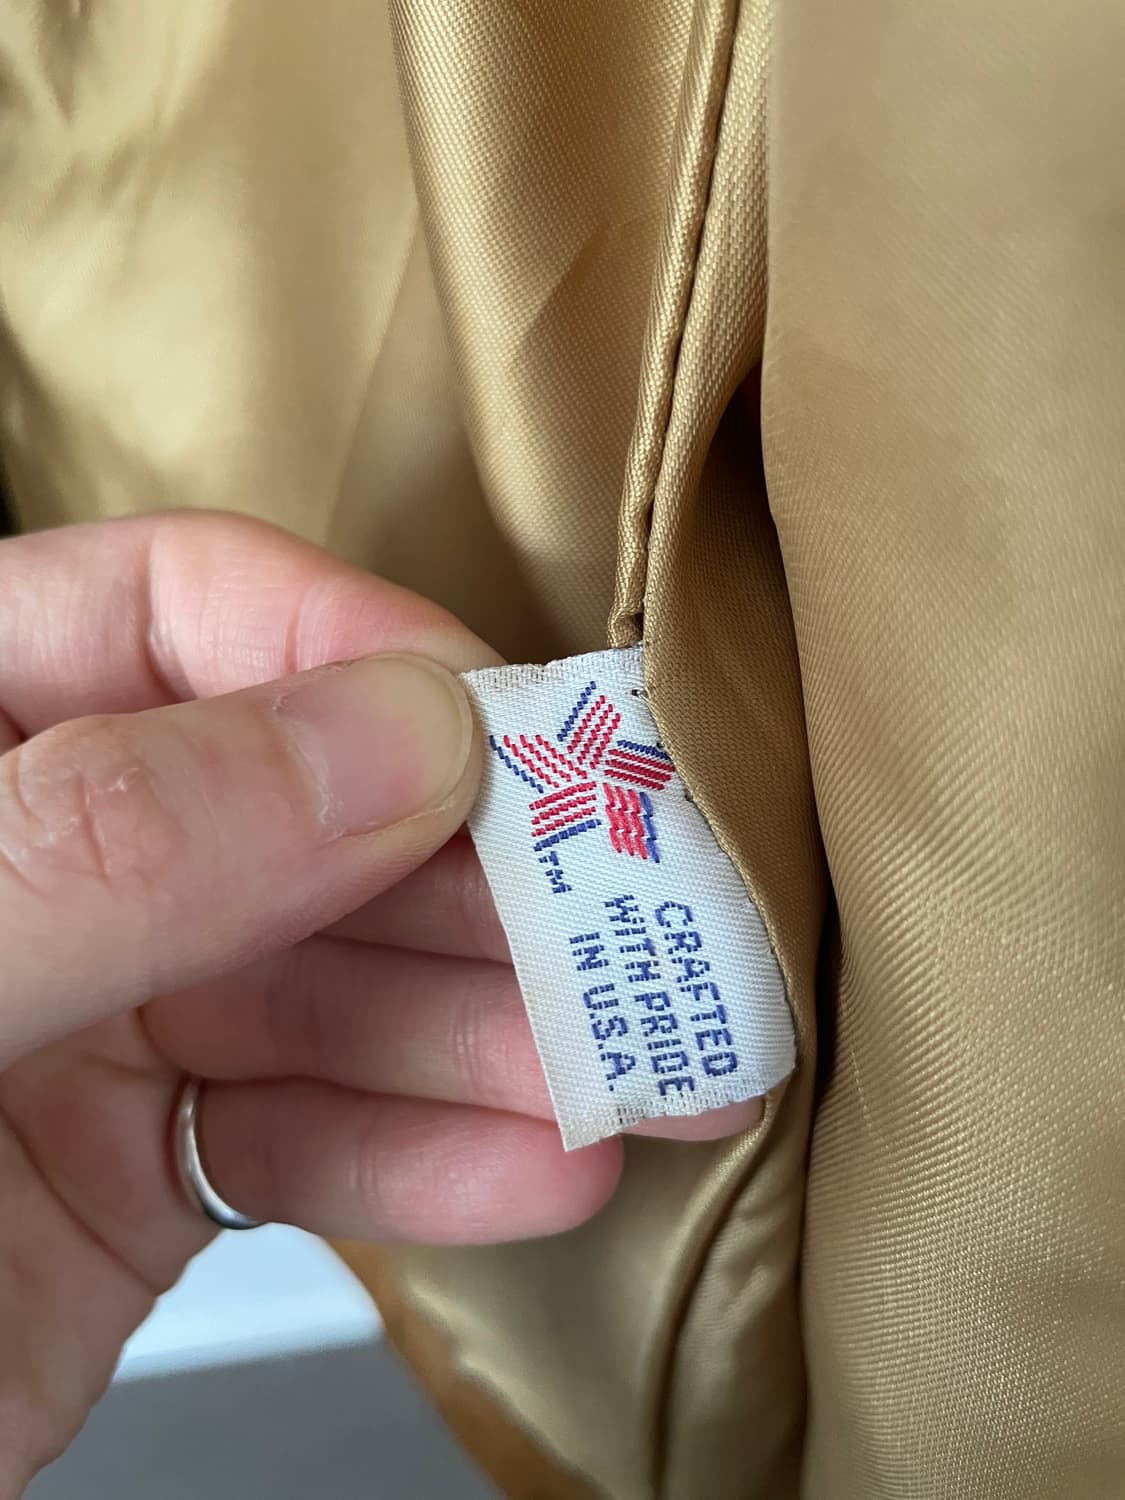 TM
CRAFTED
WITH PRIDE
IN U.S.A.